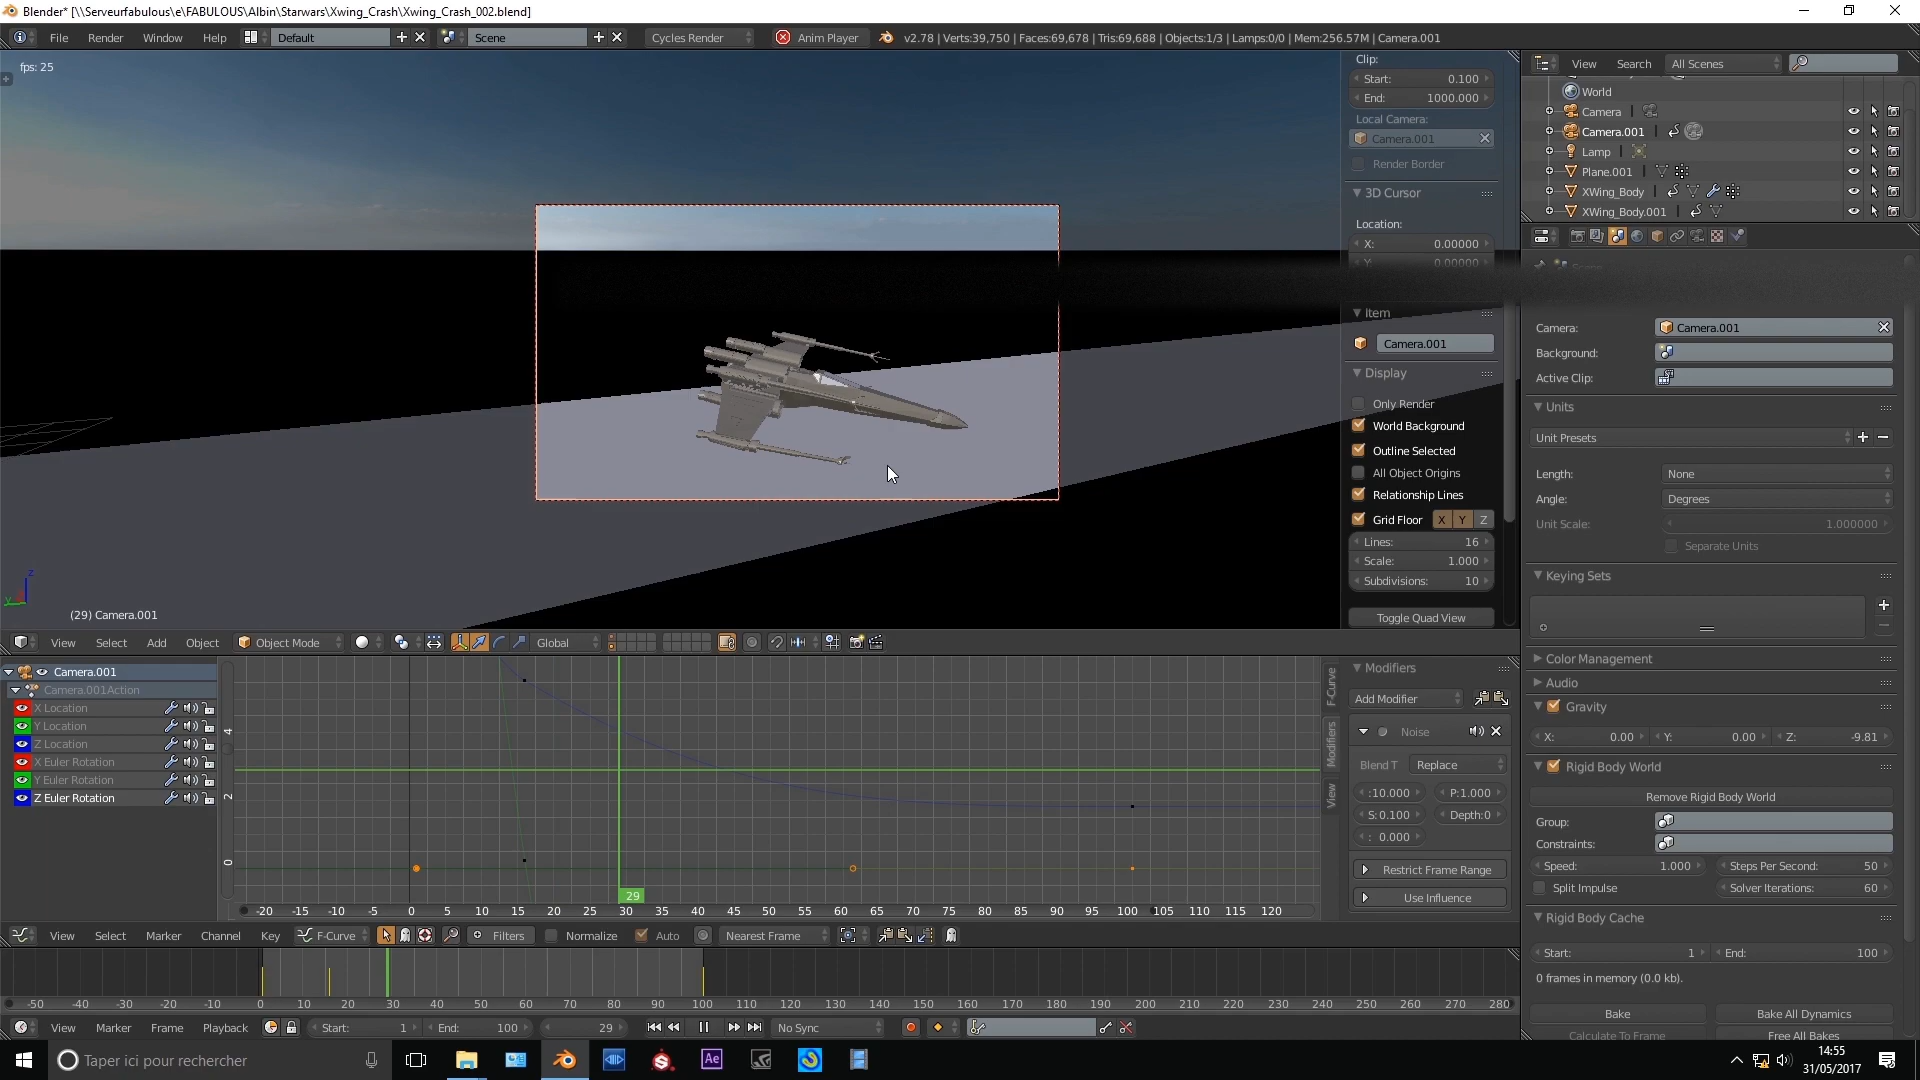 Blender* [\\Serveurfabulous\e\FABULOUS\Albin\Starwars\Xwing_Crash\Xwing_Crash_002.blend]
File Render Window Help Default Scene Cycles Render Anim Player v2.78 | Verts:39,750 | Faces:69,678 | Tris:69,688 | Objects:1/3 | Lamps:0/0 | Mem:256.57M | Camera.001
fps: 25
Clip:
Start: 0.100
End: 1000.000
Local Camera:
Camera.001
Render Border
3D Cursor
Location:
X: 0.00000
Y: 0.00000
Item
Camera.001
Display
Only Render
World Background
Outline Selected
All Object Origins
Relationship Lines
Grid Floor X Y Z
Lines: 16
Scale: 1.000
Subdivisions: 10
Toggle Quad View
View Search All Scenes
World
Camera
Camera.001
Lamp
Plane.001
XWing_Body
XWing_Body.001
Camera: Camera.001
Background:
Active Clip:
Units
Unit Presets
Length: None
Angle: Degrees
Unit Scale: 1.000000
Separate Units
Keying Sets
Color Management
Audio
Gravity
X: 0.00 Y: 0.00 Z: -9.81
Rigid Body World
Remove Rigid Body World
Group:
Constraints:
Speed: 1.000 Steps Per Second: 50
Split Impulse Solver Iterations: 60
Rigid Body Cache
Start: 1 End: 100
0 frames in memory (0.0 kb).
Bake Bake All Dynamics
Calculate To Frame Free All Bakes
z
y
(29) Camera.001
View Select Add Object Object Mode Global
Camera.001
Camera.001Action
X Location
Y Location
Z Location
X Euler Rotation
Y Euler Rotation
Z Euler Rotation
4
2
0
29
-20 -15 -10 -5 0 5 10 15 20 25 30 35 40 45 50 55 60 65 70 75 80 85 90 95 100 105 110 115 120
F-Curve
Modifiers
View
Modifiers
Add Modifier
Noise
Blend T Replace
:10.000 P:1.000
S:0.100 Depth:0
: 0.000
Restrict Frame Range
Use Influence
View Select Marker Channel Key F-Curve Filters Normalize Auto Nearest Frame
-50 -40 -30 -20 -10 0 10 20 30 40 50 60 70 80 90 100 110 120 130 140 150 160 170 180 190 200 210 220 230 240 250 260 270 280
View Marker Frame Playback Start: 1 End: 100 29 No Sync
Taper ici pour rechercher
Ae
14:55
31/05/2017